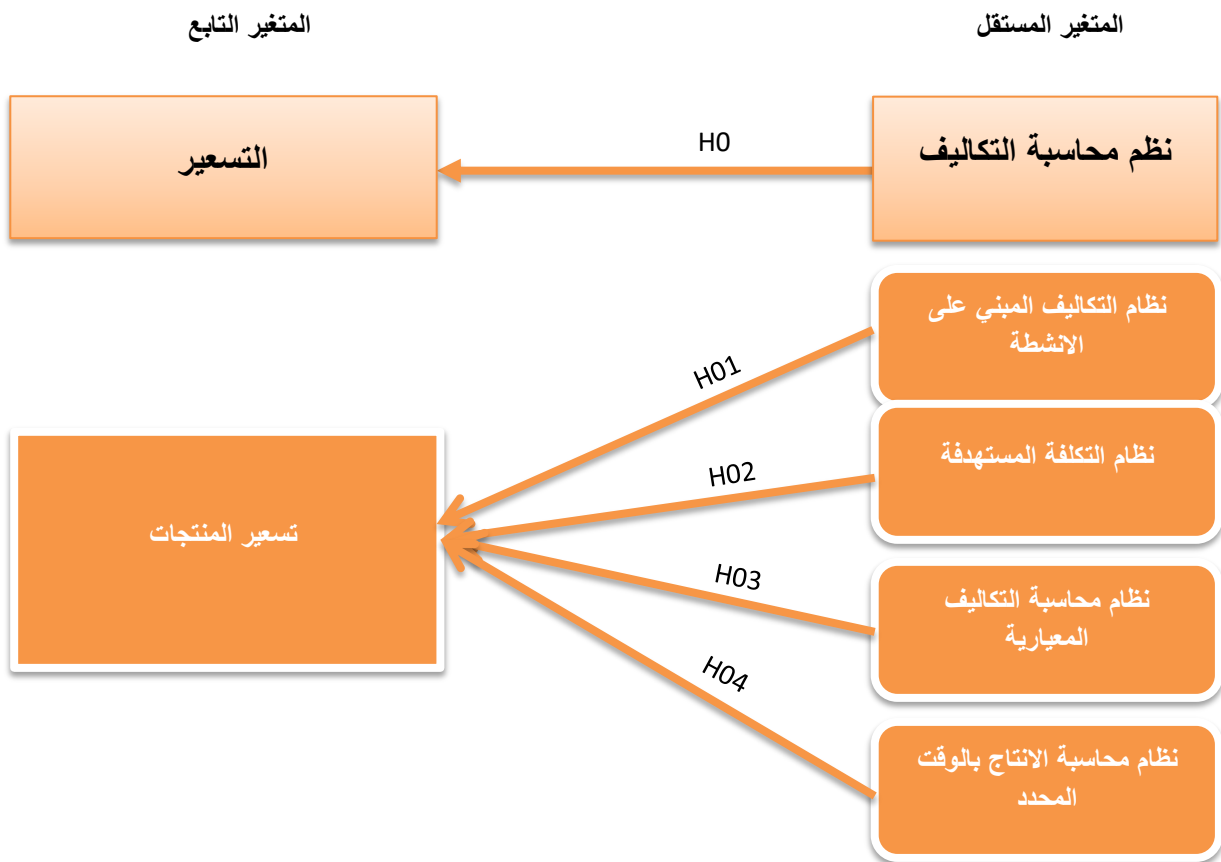 المتغير المستقل
المتغير التابع
نظم محاسبة التكاليف
H0
التسعير
نظام التكاليف المبني على
الانشطة
H01
نظام التكلفة المستهدفة
H02
تسعير المنتجات
نظام محاسبة التكاليف
المعيارية
H03
H04
نظام محاسبة الانتاج بالوقت
المحدد